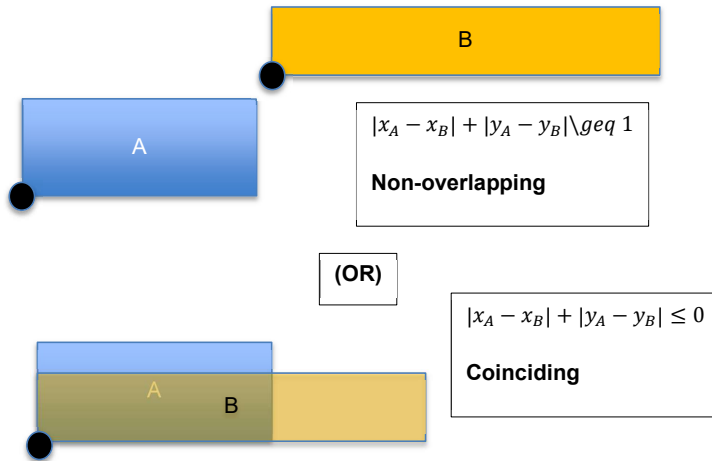 B
A
|x_A − x_B| + |y_A − y_B|\geq 1
Non-overlapping
(OR)
|x_A − x_B| + |y_A − y_B| ≤ 0
Coinciding
A
B